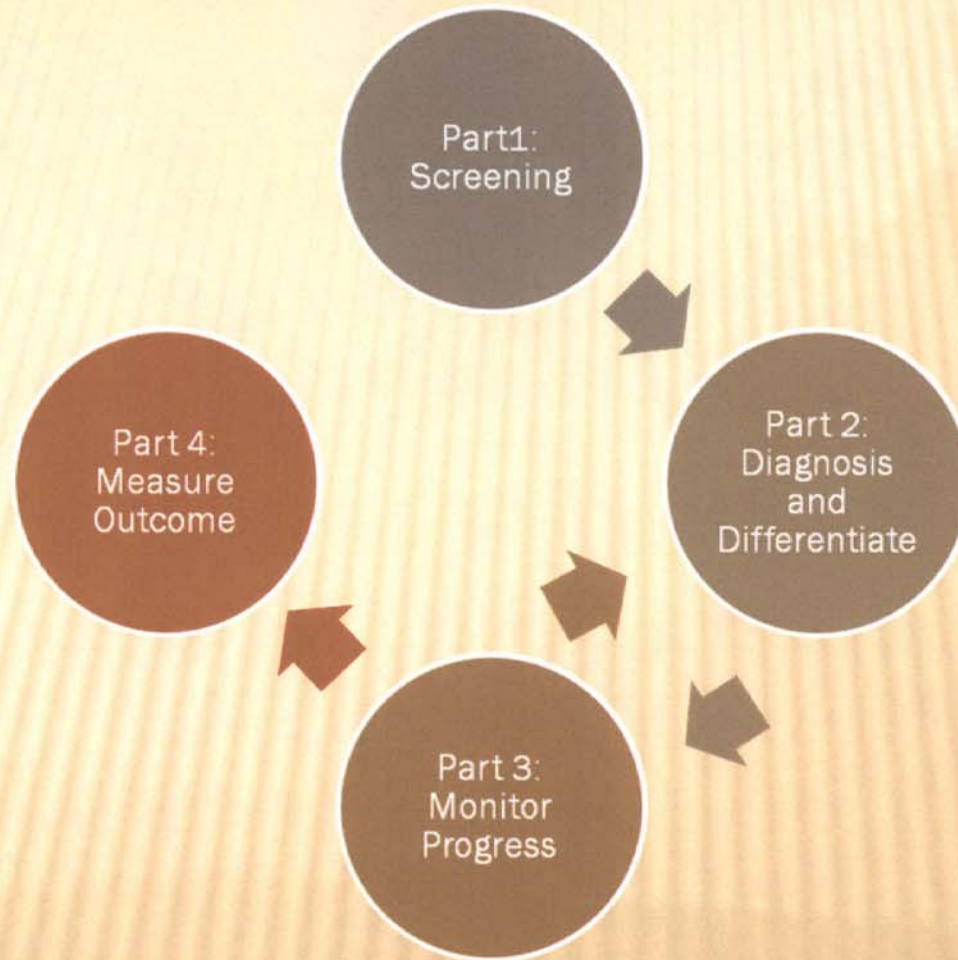 Part1:
Screening
Part 2:
Diagnosis
and
Differentiate
Part 3:
Monitor
Progress
Part 4:
Measure
Outcome